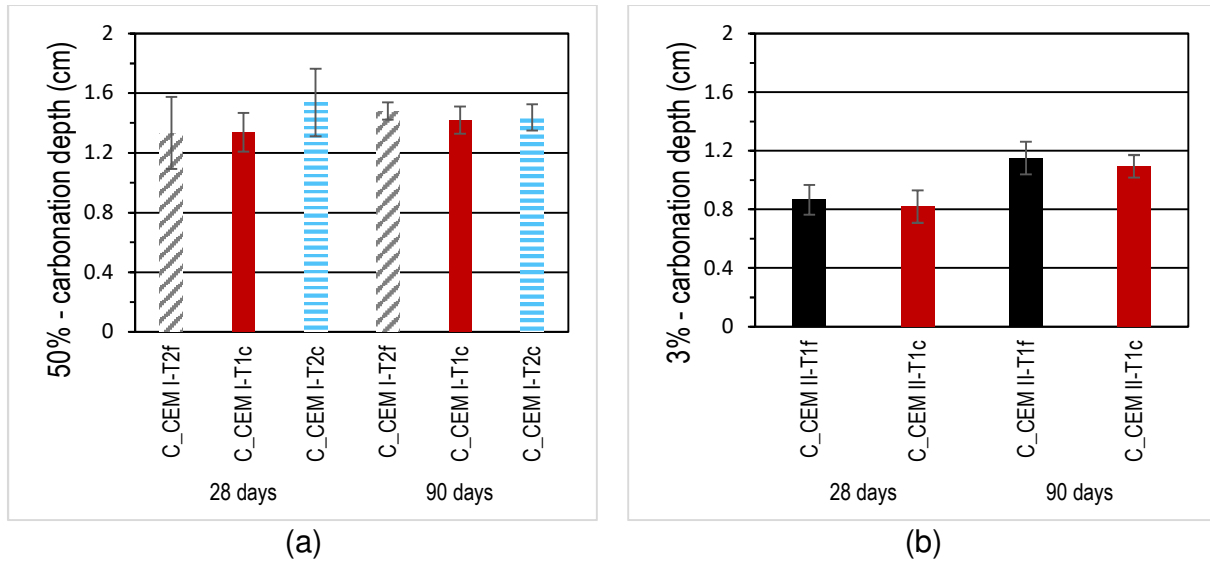 50% - carbonation depth (cm)
2
1.6
1.2
0.8
0.4
0
C_CEM I-T2f
C_CEM I-T1c
C_CEM I-T2c
C_CEM I-T2f
C_CEM I-T1c
C_CEM I-T2c
28 days
90 days
(a)
3% - carbonation depth (cm)
2
1.6
1.2
0.8
0.4
0
C_CEM II-T1f
C_CEM II-T1c
C_CEM II-T1f
C_CEM II-T1c
28 days
90 days
(b)